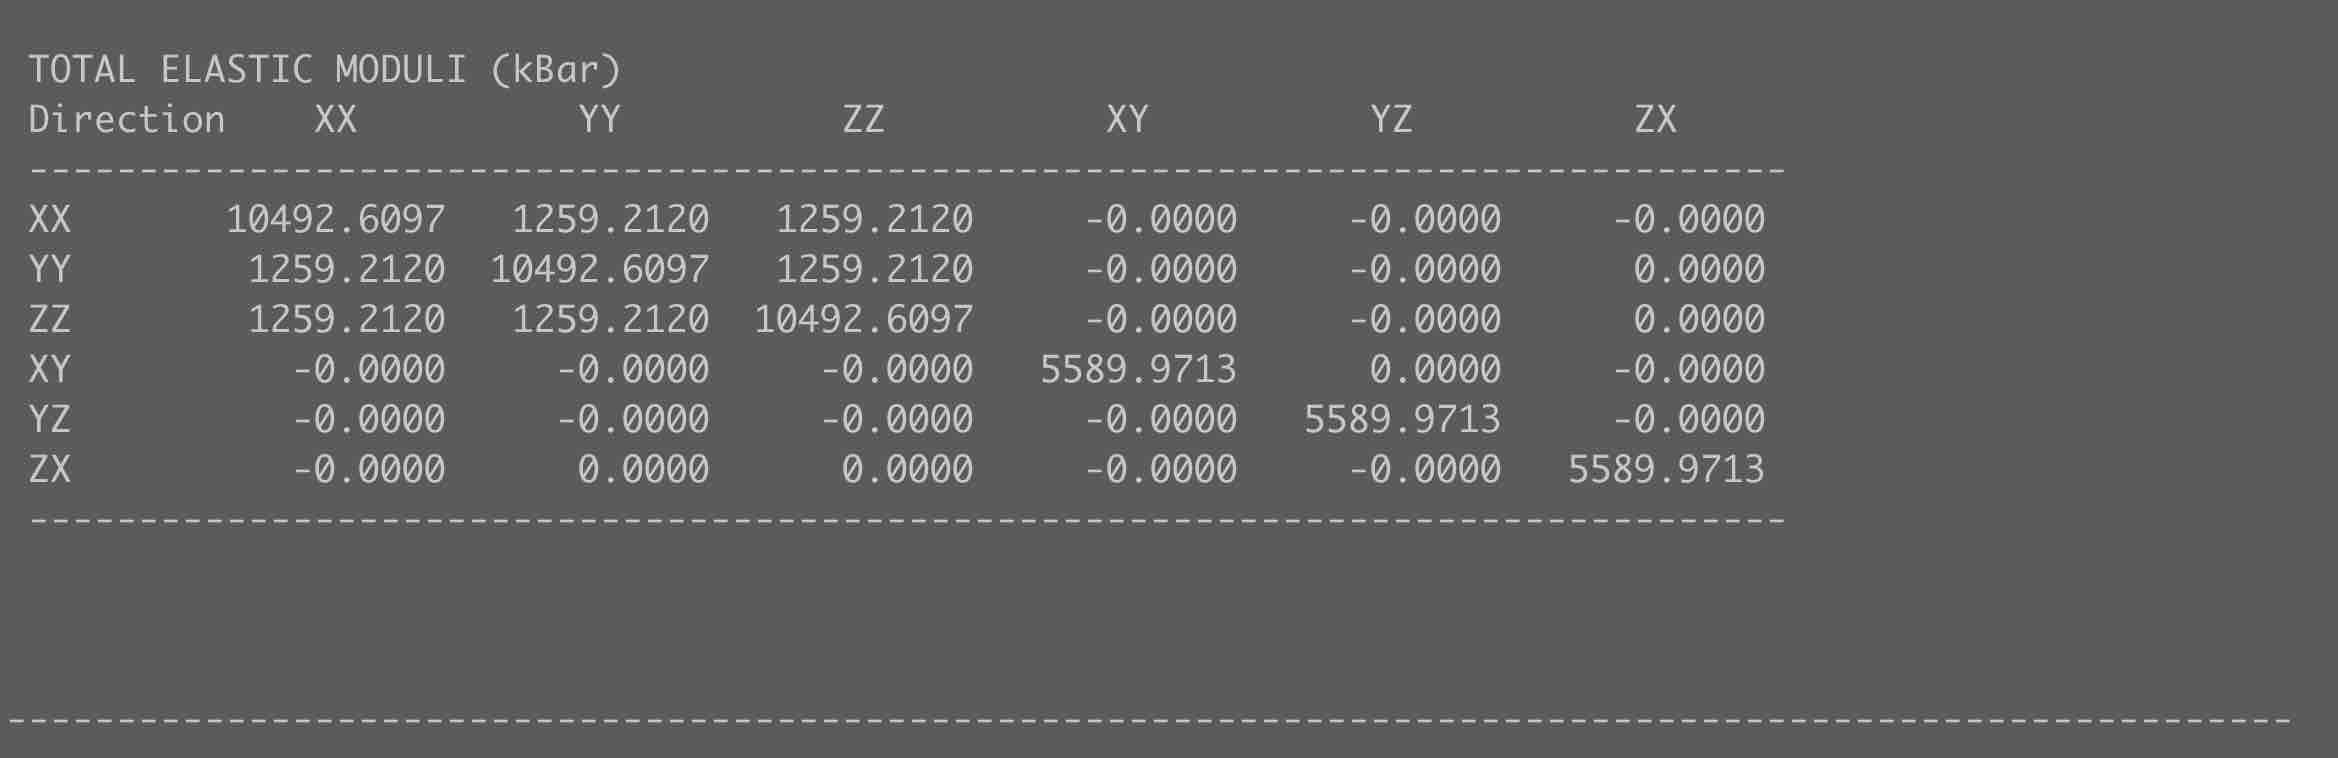 TOTAL ELASTIC MODULI (kBar)
Direction    XX          YY          ZZ          XY          YZ          ZX
--------------------------------------------------------------------------------
XX       10492.6097   1259.2120   1259.2120     -0.0000     -0.0000     -0.0000
YY        1259.2120  10492.6097   1259.2120     -0.0000     -0.0000      0.0000
ZZ        1259.2120   1259.2120  10492.6097     -0.0000     -0.0000      0.0000
XY          -0.0000     -0.0000     -0.0000   5589.9713      0.0000     -0.0000
YZ          -0.0000     -0.0000     -0.0000     -0.0000   5589.9713     -0.0000
ZX          -0.0000      0.0000      0.0000     -0.0000     -0.0000   5589.9713
--------------------------------------------------------------------------------
--------------------------------------------------------------------------------------------------------